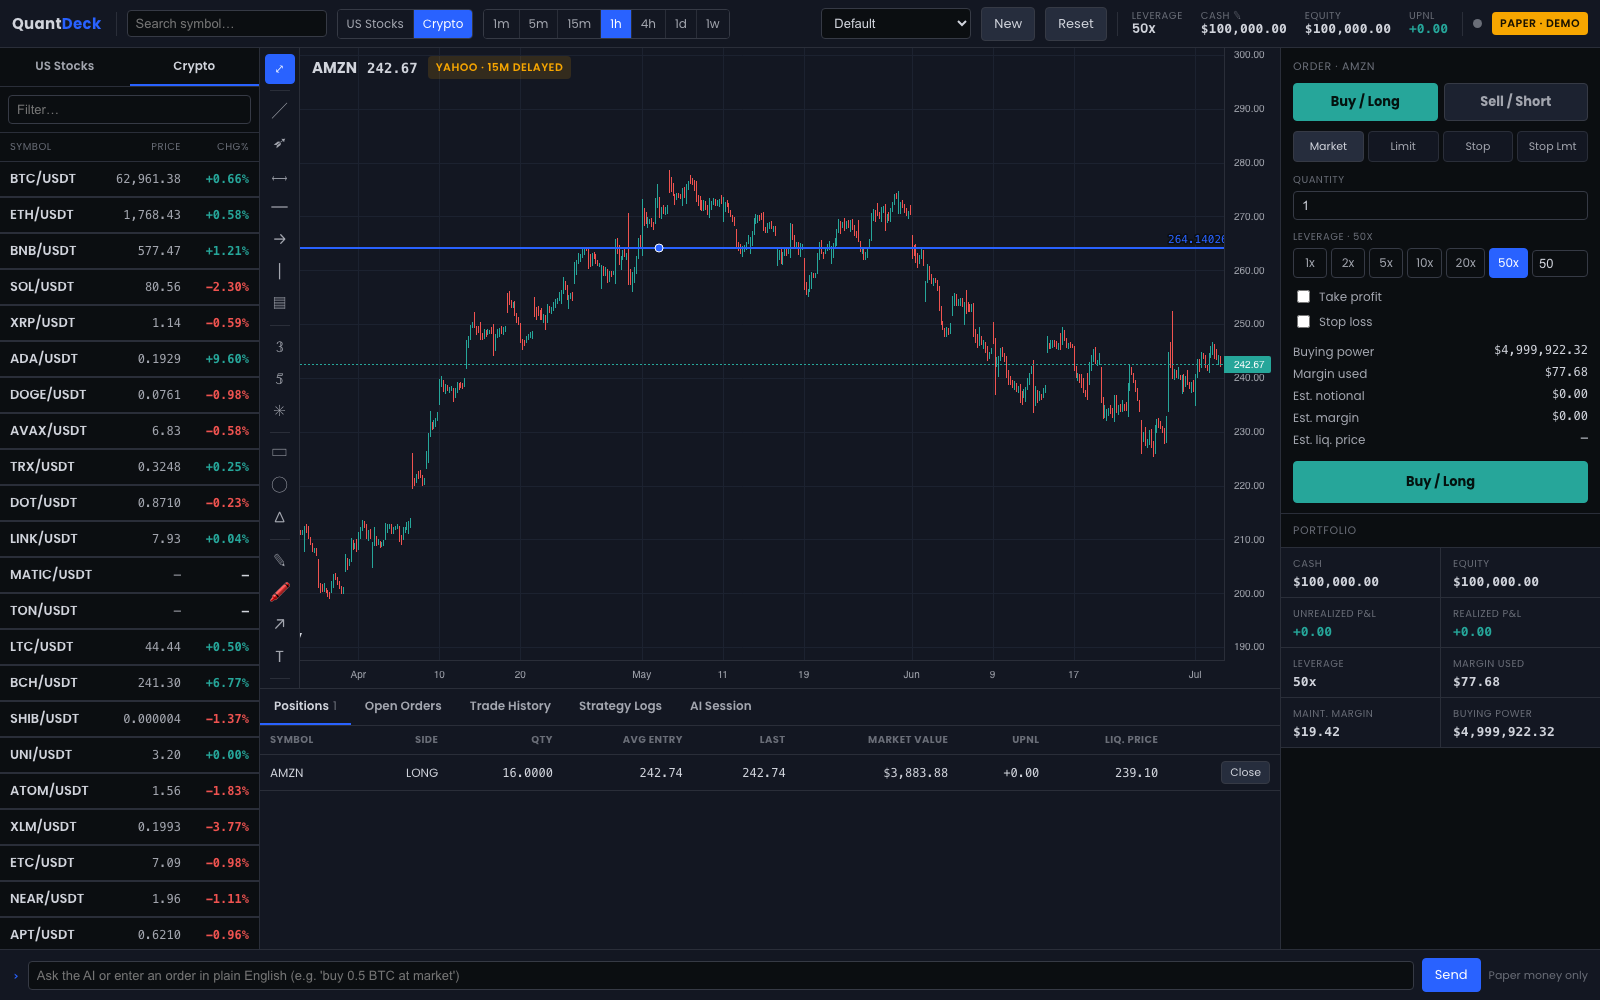 QuantDeck
Search symbol…
US Stocks Crypto
1m 5m 15m 1h 4h 1d 1w
Default
New Reset
LEVERAGE CASH ✎ EQUITY UPNL
50x $100,000.00 $100,000.00 +0.00
PAPER · DEMO
US Stocks Crypto
Filter…
SYMBOL PRICE CHG%
BTC/USDT 62,961.38 +0.66%
ETH/USDT 1,768.43 +0.58%
BNB/USDT 577.47 +1.21%
SOL/USDT 80.56 −2.30%
XRP/USDT 1.14 −0.59%
ADA/USDT 0.1929 +9.60%
DOGE/USDT 0.0761 −0.98%
AVAX/USDT 6.83 −0.58%
TRX/USDT 0.3248 +0.25%
DOT/USDT 0.8710 −0.23%
LINK/USDT 7.93 +0.04%
MATIC/USDT — —
TON/USDT — —
LTC/USDT 44.44 +0.50%
BCH/USDT 241.30 +6.77%
SHIB/USDT 0.000004 −1.37%
UNI/USDT 3.20 +0.00%
ATOM/USDT 1.56 −1.83%
XLM/USDT 0.1993 −3.77%
ETC/USDT 7.09 −0.98%
NEAR/USDT 1.96 −1.11%
APT/USDT 0.6210 −0.96%
3
5
T
AMZN 242.67 YAHOO · 15M DELAYED
264.14026
300.00
290.00
280.00
270.00
260.00
250.00
242.67
240.00
230.00
220.00
210.00
200.00
190.00
Apr 10 20 May 11 19 Jun 9 17 Jul
Positions 1 Open Orders Trade History Strategy Logs AI Session
SYMBOL SIDE QTY AVG ENTRY LAST MARKET VALUE UPNL LIQ. PRICE
AMZN LONG 16.0000 242.74 242.74 $3,883.88 +0.00 239.10 Close
ORDER · AMZN
Buy / Long Sell / Short
Market Limit Stop Stop Lmt
QUANTITY
1
LEVERAGE · 50X
1x 2x 5x 10x 20x 50x 50
Take profit
Stop loss
Buying power $4,999,922.32
Margin used $77.68
Est. notional $0.00
Est. margin $0.00
Est. liq. price —
Buy / Long
PORTFOLIO
CASH EQUITY
$100,000.00 $100,000.00
UNREALIZED P&L REALIZED P&L
+0.00 +0.00
LEVERAGE MARGIN USED
50x $77.68
MAINT. MARGIN BUYING POWER
$19.42 $4,999,922.32
› Ask the AI or enter an order in plain English (e.g. 'buy 0.5 BTC at market') Send Paper money only